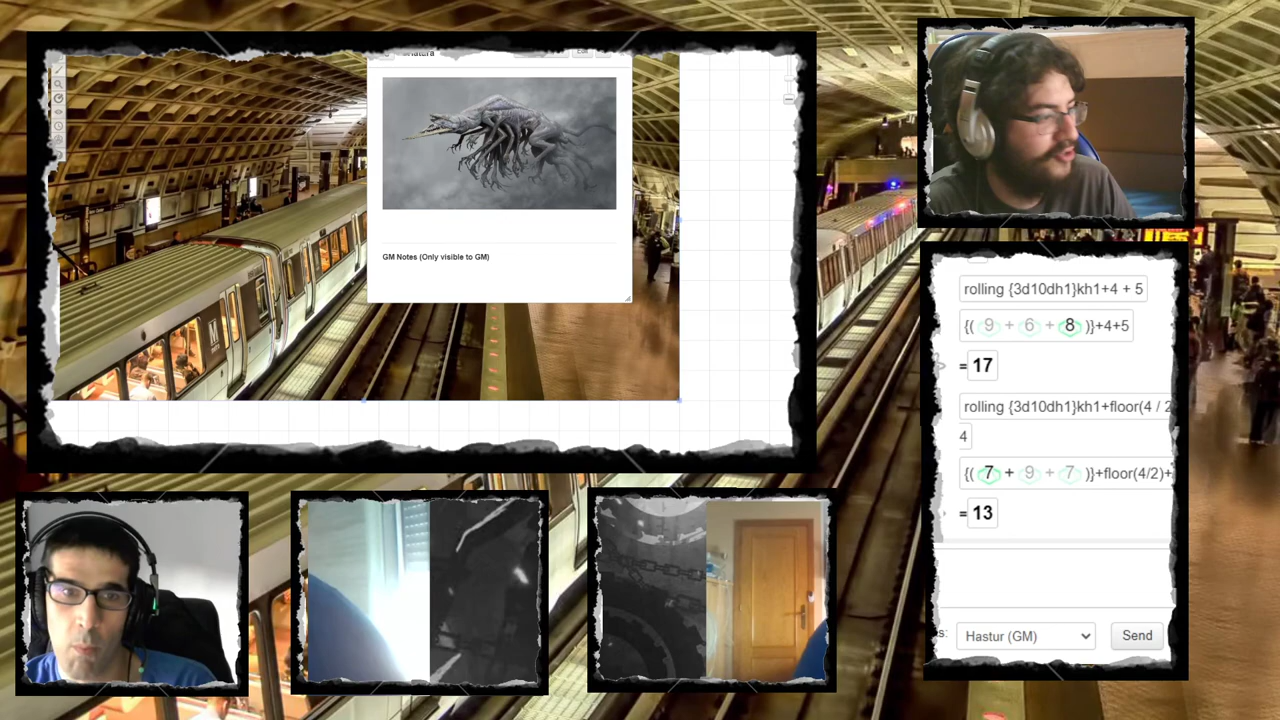 Edit
GM Notes (Only visible to GM)
M
rolling {3d10dh1}kh1+4 + 5
{( 9 + 6 + 8 )}+4+5
=17
rolling {3d10dh1}kh1+floor(4 / 2
4
{( 7 + 9 + 7 )}+floor(4/2)+
=13
s:
Hastur (GM)
Send